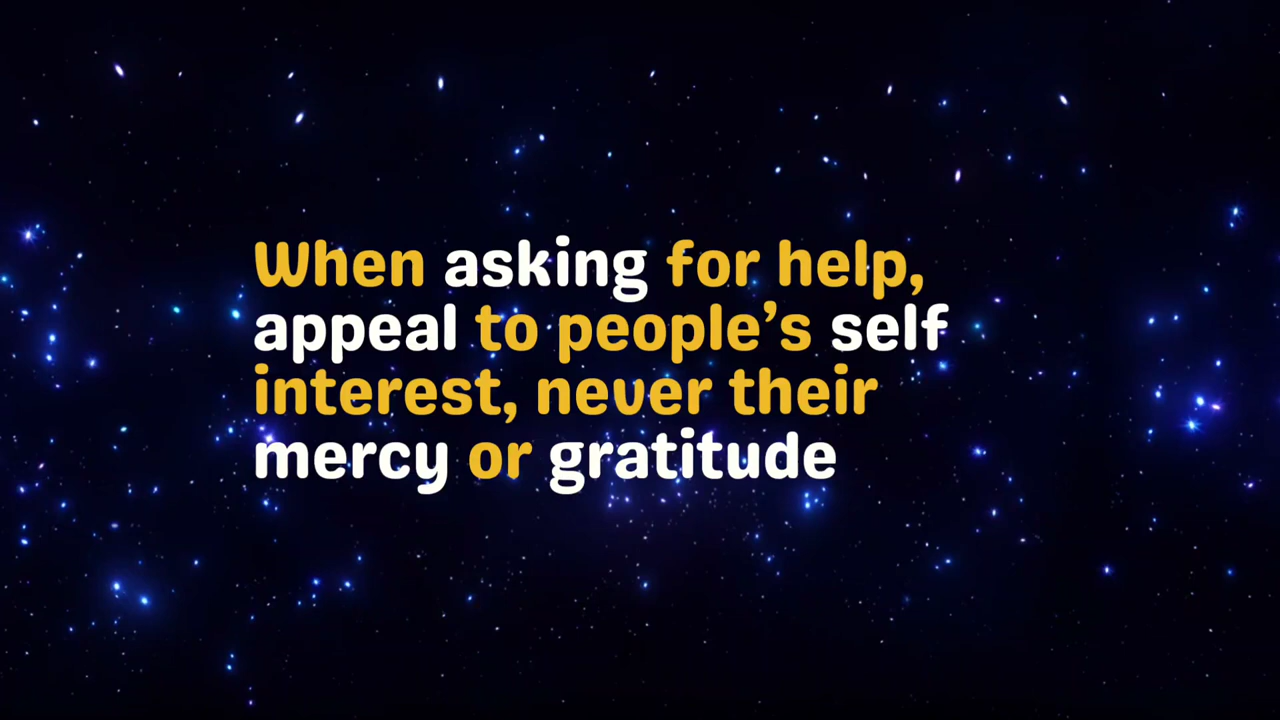 When asking for help,
appeal to people’s self
interest, never their
mercy or gratitude